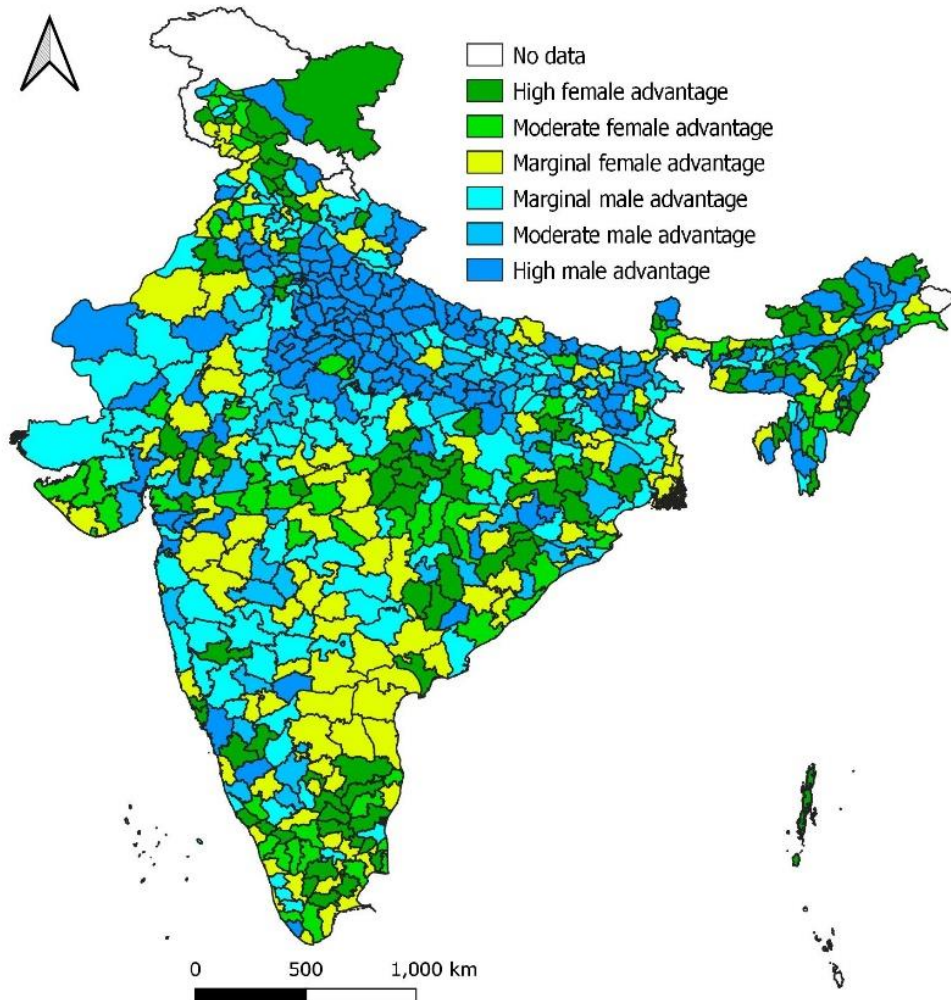 No data
High female advantage
Moderate female advantage
Marginal female advantage
Marginal male advantage
Moderate male advantage
High male advantage
0 500 1,000 km